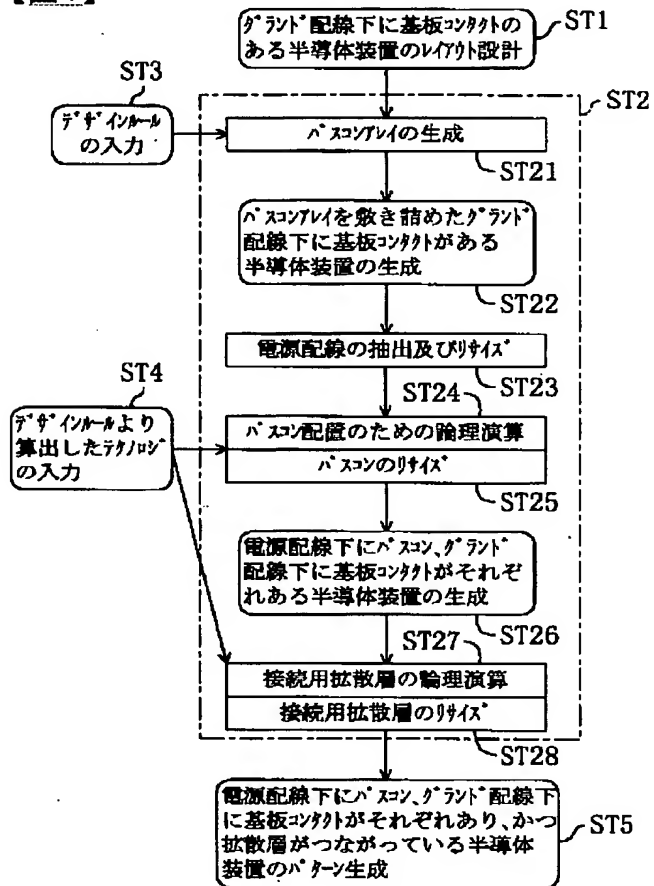 グランド配線下に基板コンタクトの
ある半導体装置のレイアウト設計
ST1
ST3
デザインルール
の入力
ST2
パスコンアレイの生成
ST21
パスコンアレイを敷き詰めたグランド
配線下に基板コンタクトがある
半導体装置の生成
ST22
電源配線の抽出及びリサイズ
ST23
ST4
ST24
デザインルールより
算出したテクノロジ
の入力
パスコン配置のための論理演算
パスコンのリサイズ
ST25
電源配線下にパスコン、グランド
配線下に基板コンタクトがそれぞ
れある半導体装置の生成
ST26
ST27
接続用拡散層の論理演算
接続用拡散層のリサイズ
ST28
電源配線下にパスコン、グランド配線下
に基板コンタクトがそれぞれあり、かつ
拡散層がつながっている半導体
装置のパターン生成
ST5